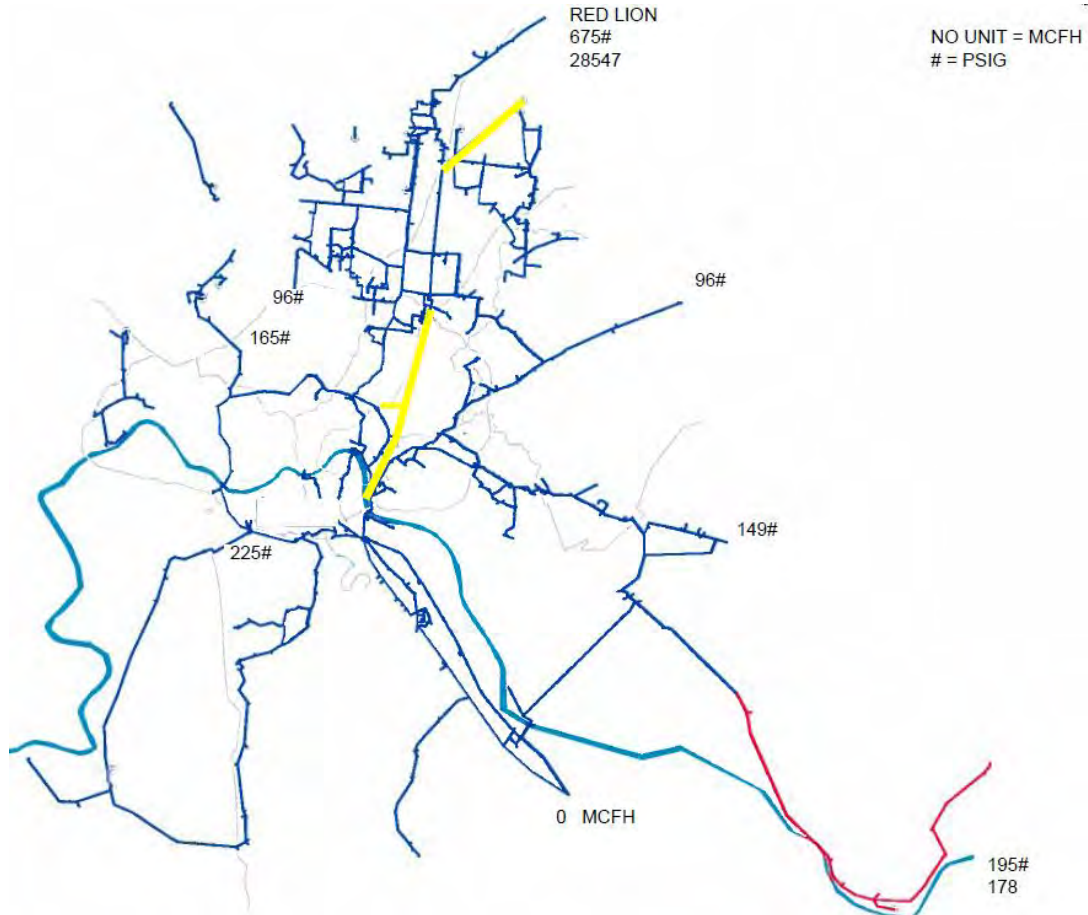 RED LION
675#
28547
NO UNIT = MCFH
# = PSIG
96#
96#
165#
149#
225#
0 MCFH
195#
178